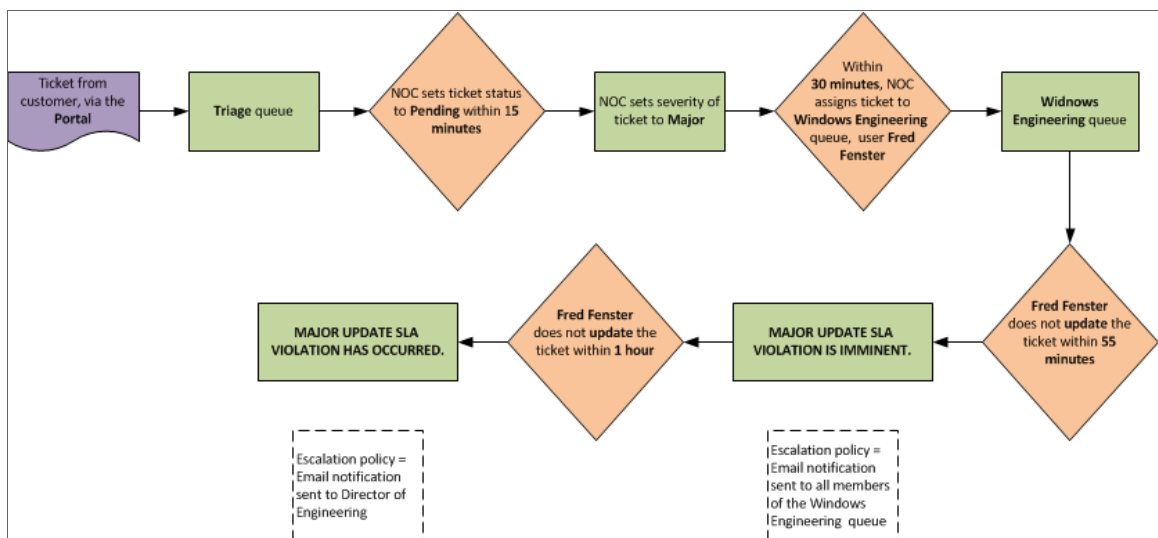 Ticket from
customer, via the
Portal
Triage queue
NOC sets ticket status
to Pending within 15
minutes
NOC sets severity of
ticket to Major
Within
30 minutes, NOC
assigns ticket to
Windows Engineering
queue, user Fred
Fenster
Widnows
Engineering queue
Fred Fenster
does not update the
ticket within 55
minutes
MAJOR UPDATE SLA
VIOLATION IS IMMINENT.
Fred Fenster
does not update the
ticket within 1 hour
MAJOR UPDATE SLA
VIOLATION HAS OCCURRED.
Escalation policy =
Email notification
sent to all members
of the Windows
Engineering queue
Escalation policy =
Email notification
sent to Director of
Engineering